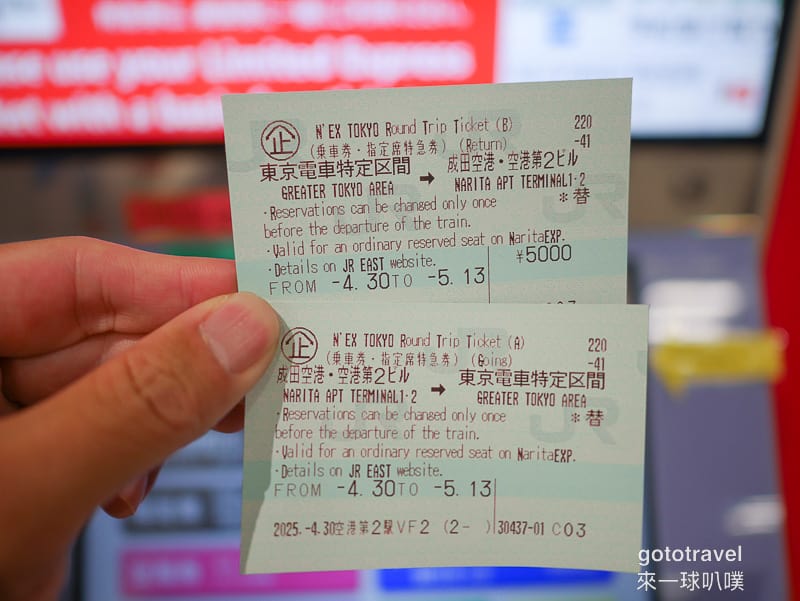 nce use your Limited Express
企
N'EX TOKYO Round Trip Ticket (B)
220
(乗車券・指定席特急券) (Return)
-41
東京電車特定区間 ➡ 成田空港・空港第2ビル
GREATER TOKYO AREA
NARITA APT TERMINAL1・2
・Reservations can be changed only once
＊替
before the departure of the train.
・Valid for an ordinary reserved seat on NaritaEXP.
・Details on JR EAST website.
¥5000
FROM -4.30TO -5.13
企
N'EX TOKYO Round Trip Ticket (A)
220
(乗車券・指定席特急券) (Going)
-41
成田空港・空港第2ビル ➡ 東京電車特定区間
NARITA APT TERMINAL1・2
GREATER TOKYO AREA
・Reservations can be changed only once
＊替
before the departure of the train.
・Valid for an ordinary reserved seat on NaritaEXP.
・Details on JR EAST website.
FROM -4.30TO -5.13
2025.-4.30空港第2駅VF2 (2- ) 30437-01 C03
gototravel
來一球叭噗